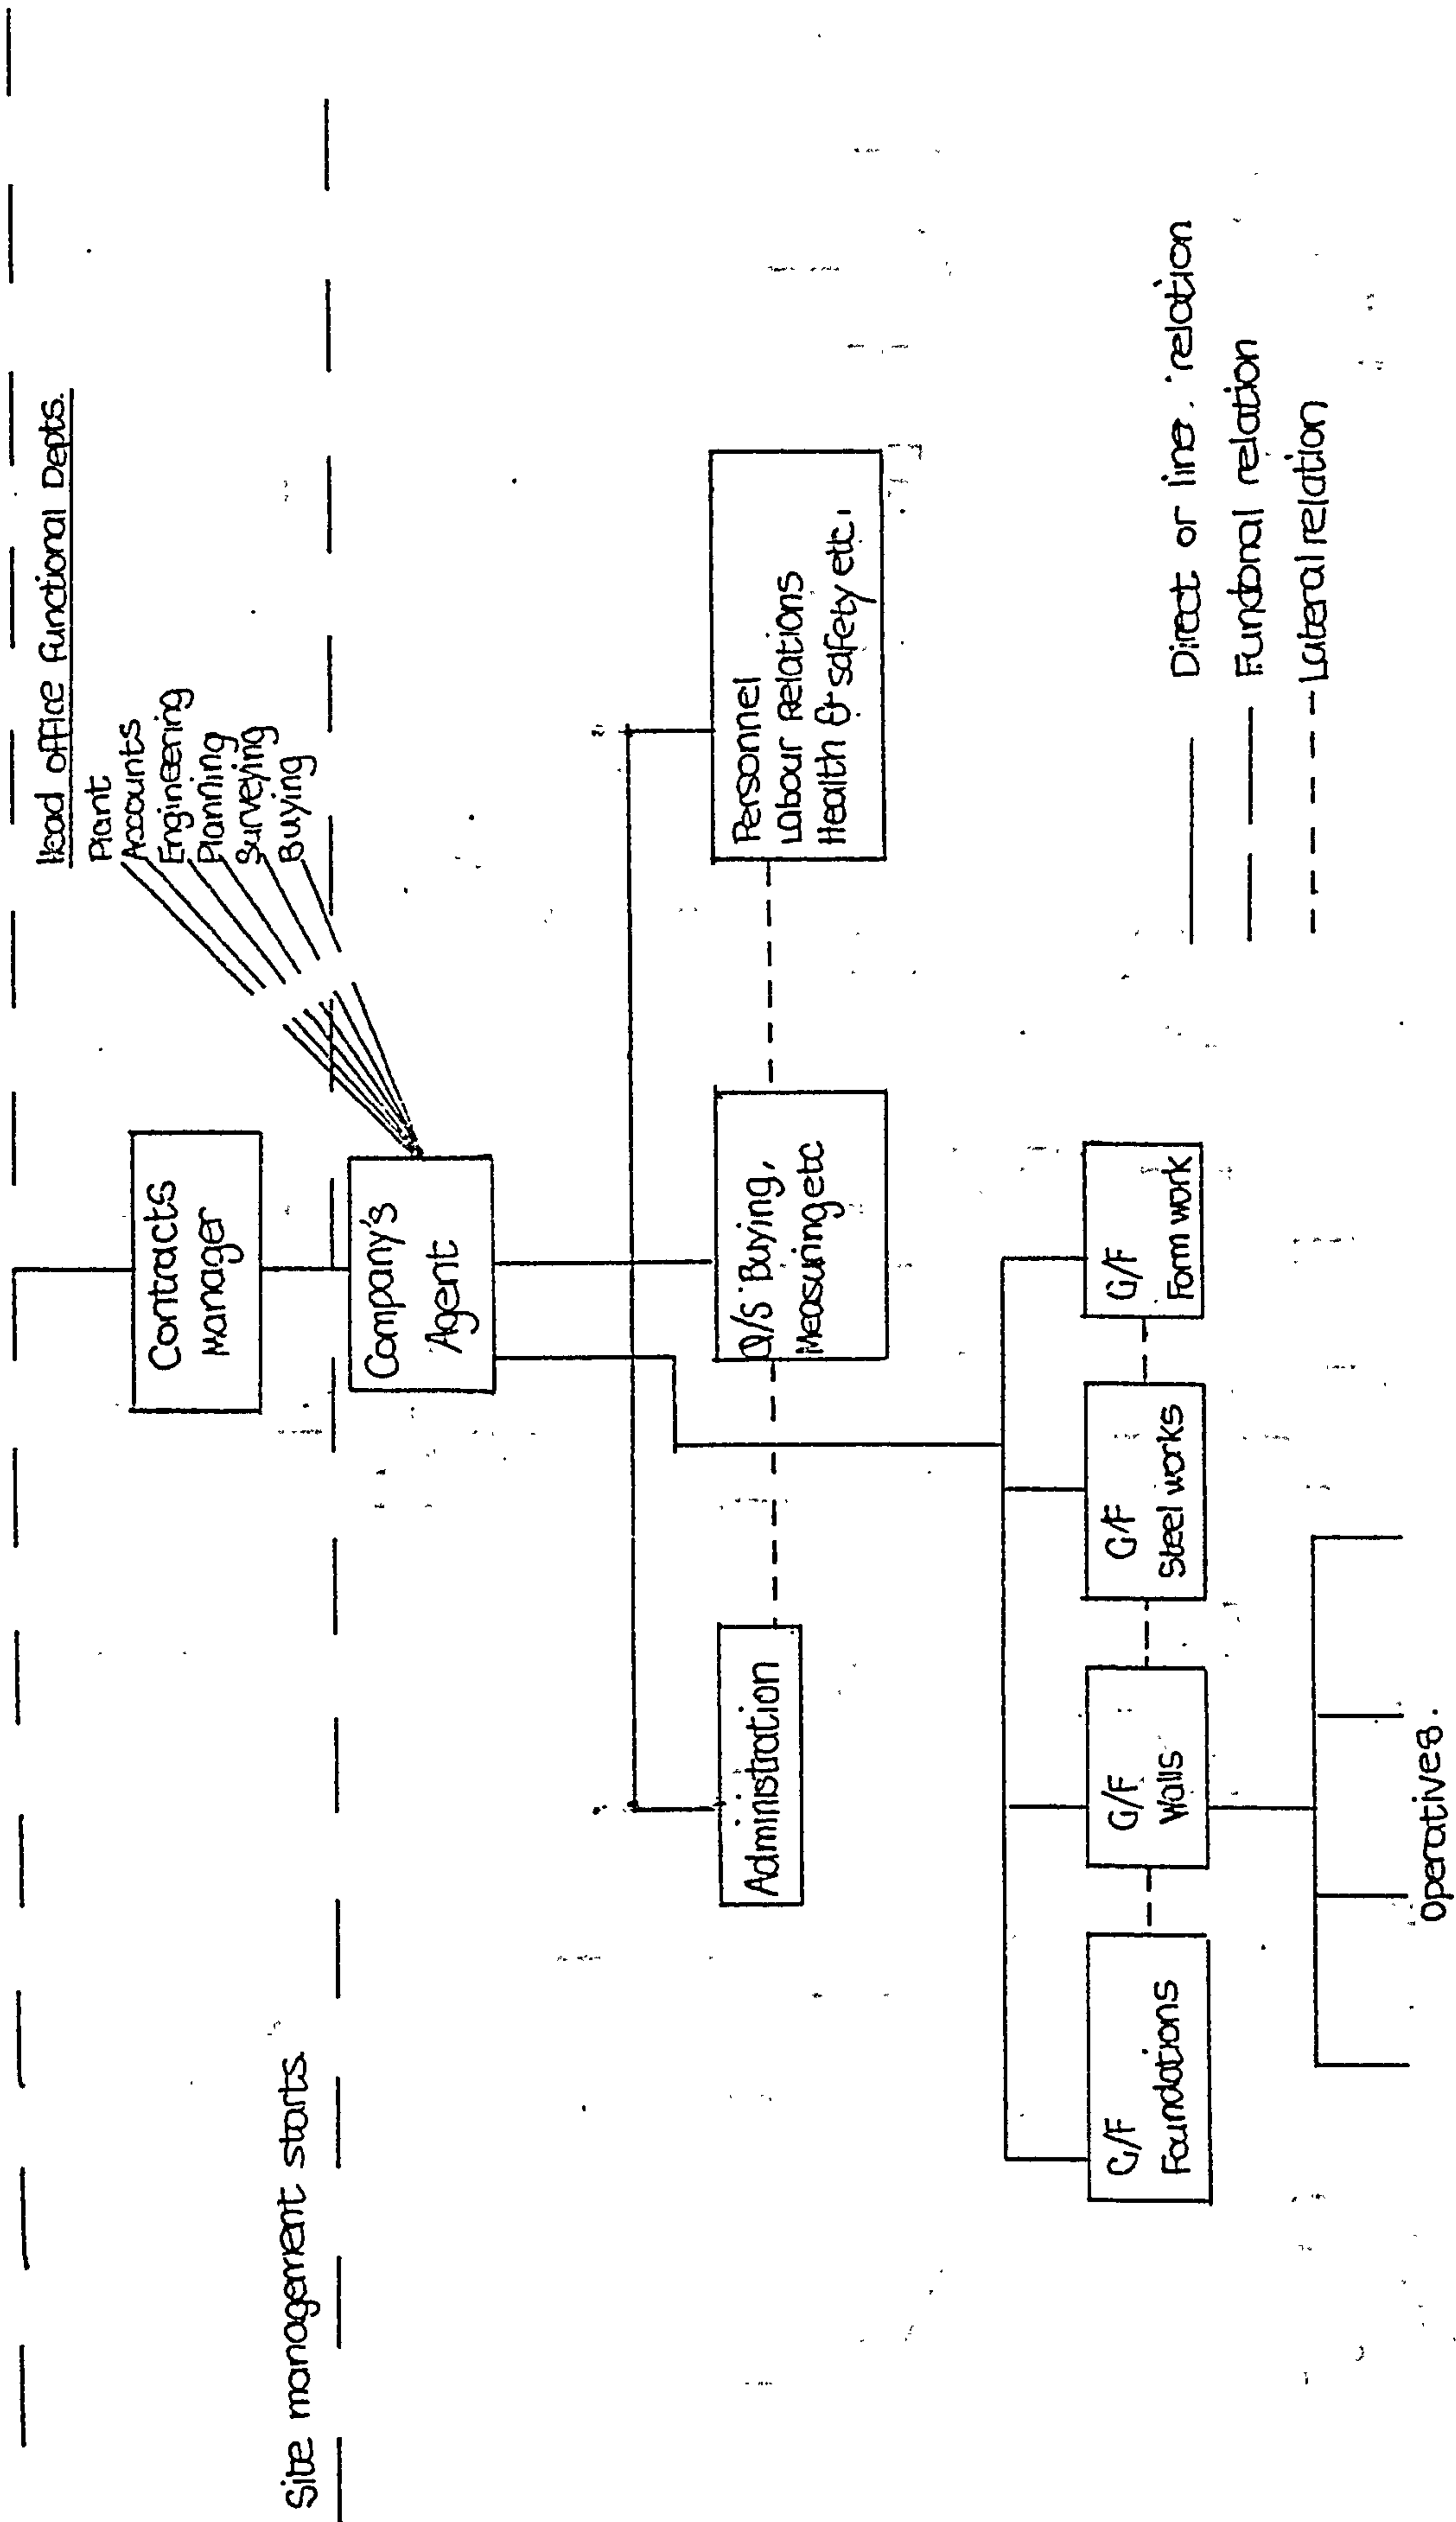 Head office functional Depts.
Plant
Accounts
Engineering
Planning
Surveying
Buying
Contracts
Manager
Site management starts.
Company's
Agent
Administration
Q/S Buying,
Measuring etc
Personnel
Labour Relations
Health & safety etc.
G/F
Foundations
G/F
Walls
G/F
Steel works
G/F
Form work
Operatives.
Direct or line. relation
Fundonal relation
Lateral relation